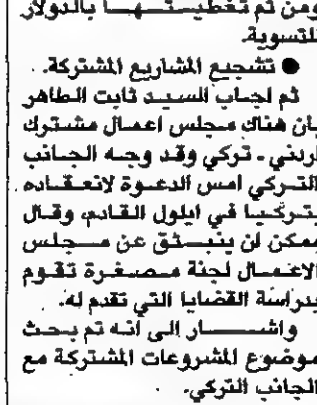 ومن ثم تغطيتها بالدولار
للتسوية.
● تشجيع المشاريع المشتركة.
ثم اجاب السيد ثابت الطاهر
بان هناك مجلس اعمال مشترك
اردني ـ تركي وقد وجه الجانب
التركي امس الدعوة لانعقاده
بتركيا في ايلول القادم وقال
يمكن ان ينبثق عن مجلس
الاعمال لجنة مصغرة تقوم
بدراسة القضايا التي تقدم له.
واشار الى انه تم بحث
موضوع المشروعات المشتركة مع
الجانب التركي.